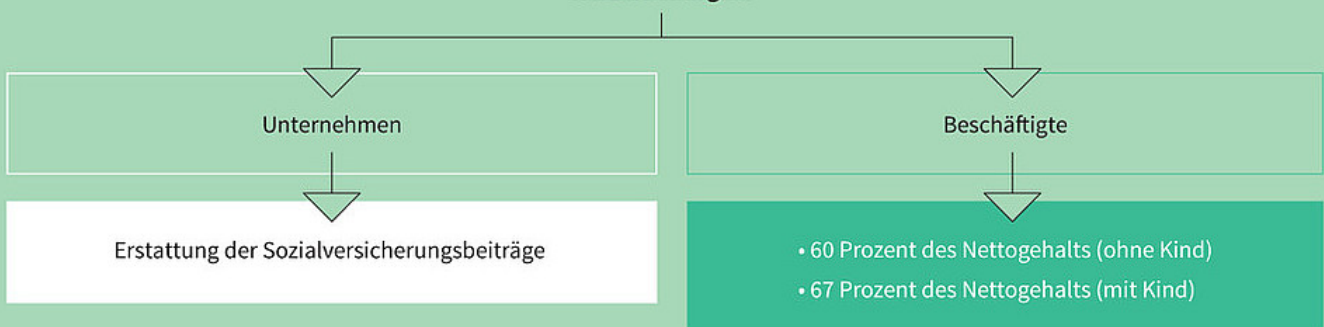 Unternehmen
Beschäftigte
Erstattung der Sozialversicherungsbeiträge
• 60 Prozent des Nettogehalts (ohne Kind)
• 67 Prozent des Nettogehalts (mit Kind)